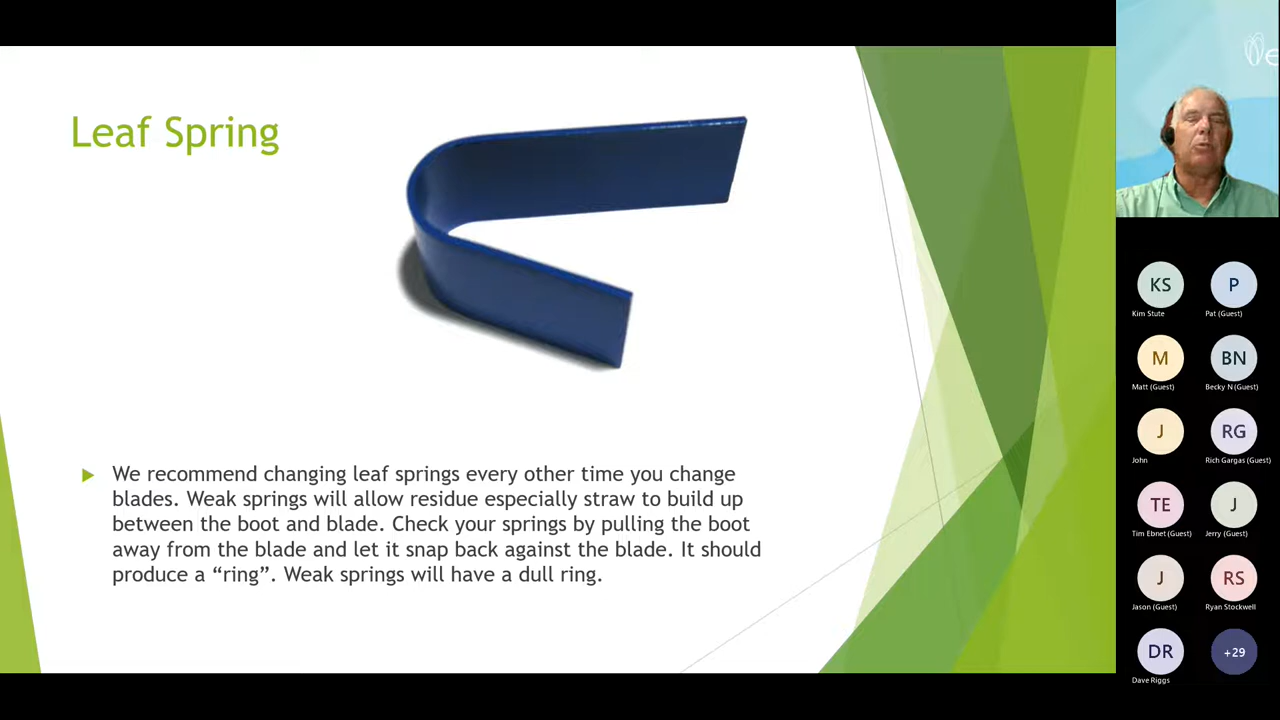 Leaf Spring
We recommend changing leaf springs every other time you change
blades. Weak springs will allow residue especially straw to build up
between the boot and blade. Check your springs by pulling the boot
away from the blade and let it snap back against the blade. It should
produce a “ring”. Weak springs will have a dull ring.
KS
Kim Stute
P
Pat (Guest)
M
Matt (Guest)
BN
Becky N (Guest)
J
John
RG
Rich Gargas (Guest)
TE
Tim Ebnet (Guest)
J
Jerry (Guest)
J
Jason (Guest)
RS
Ryan Stockwell
DR
Dave Riggs
+29